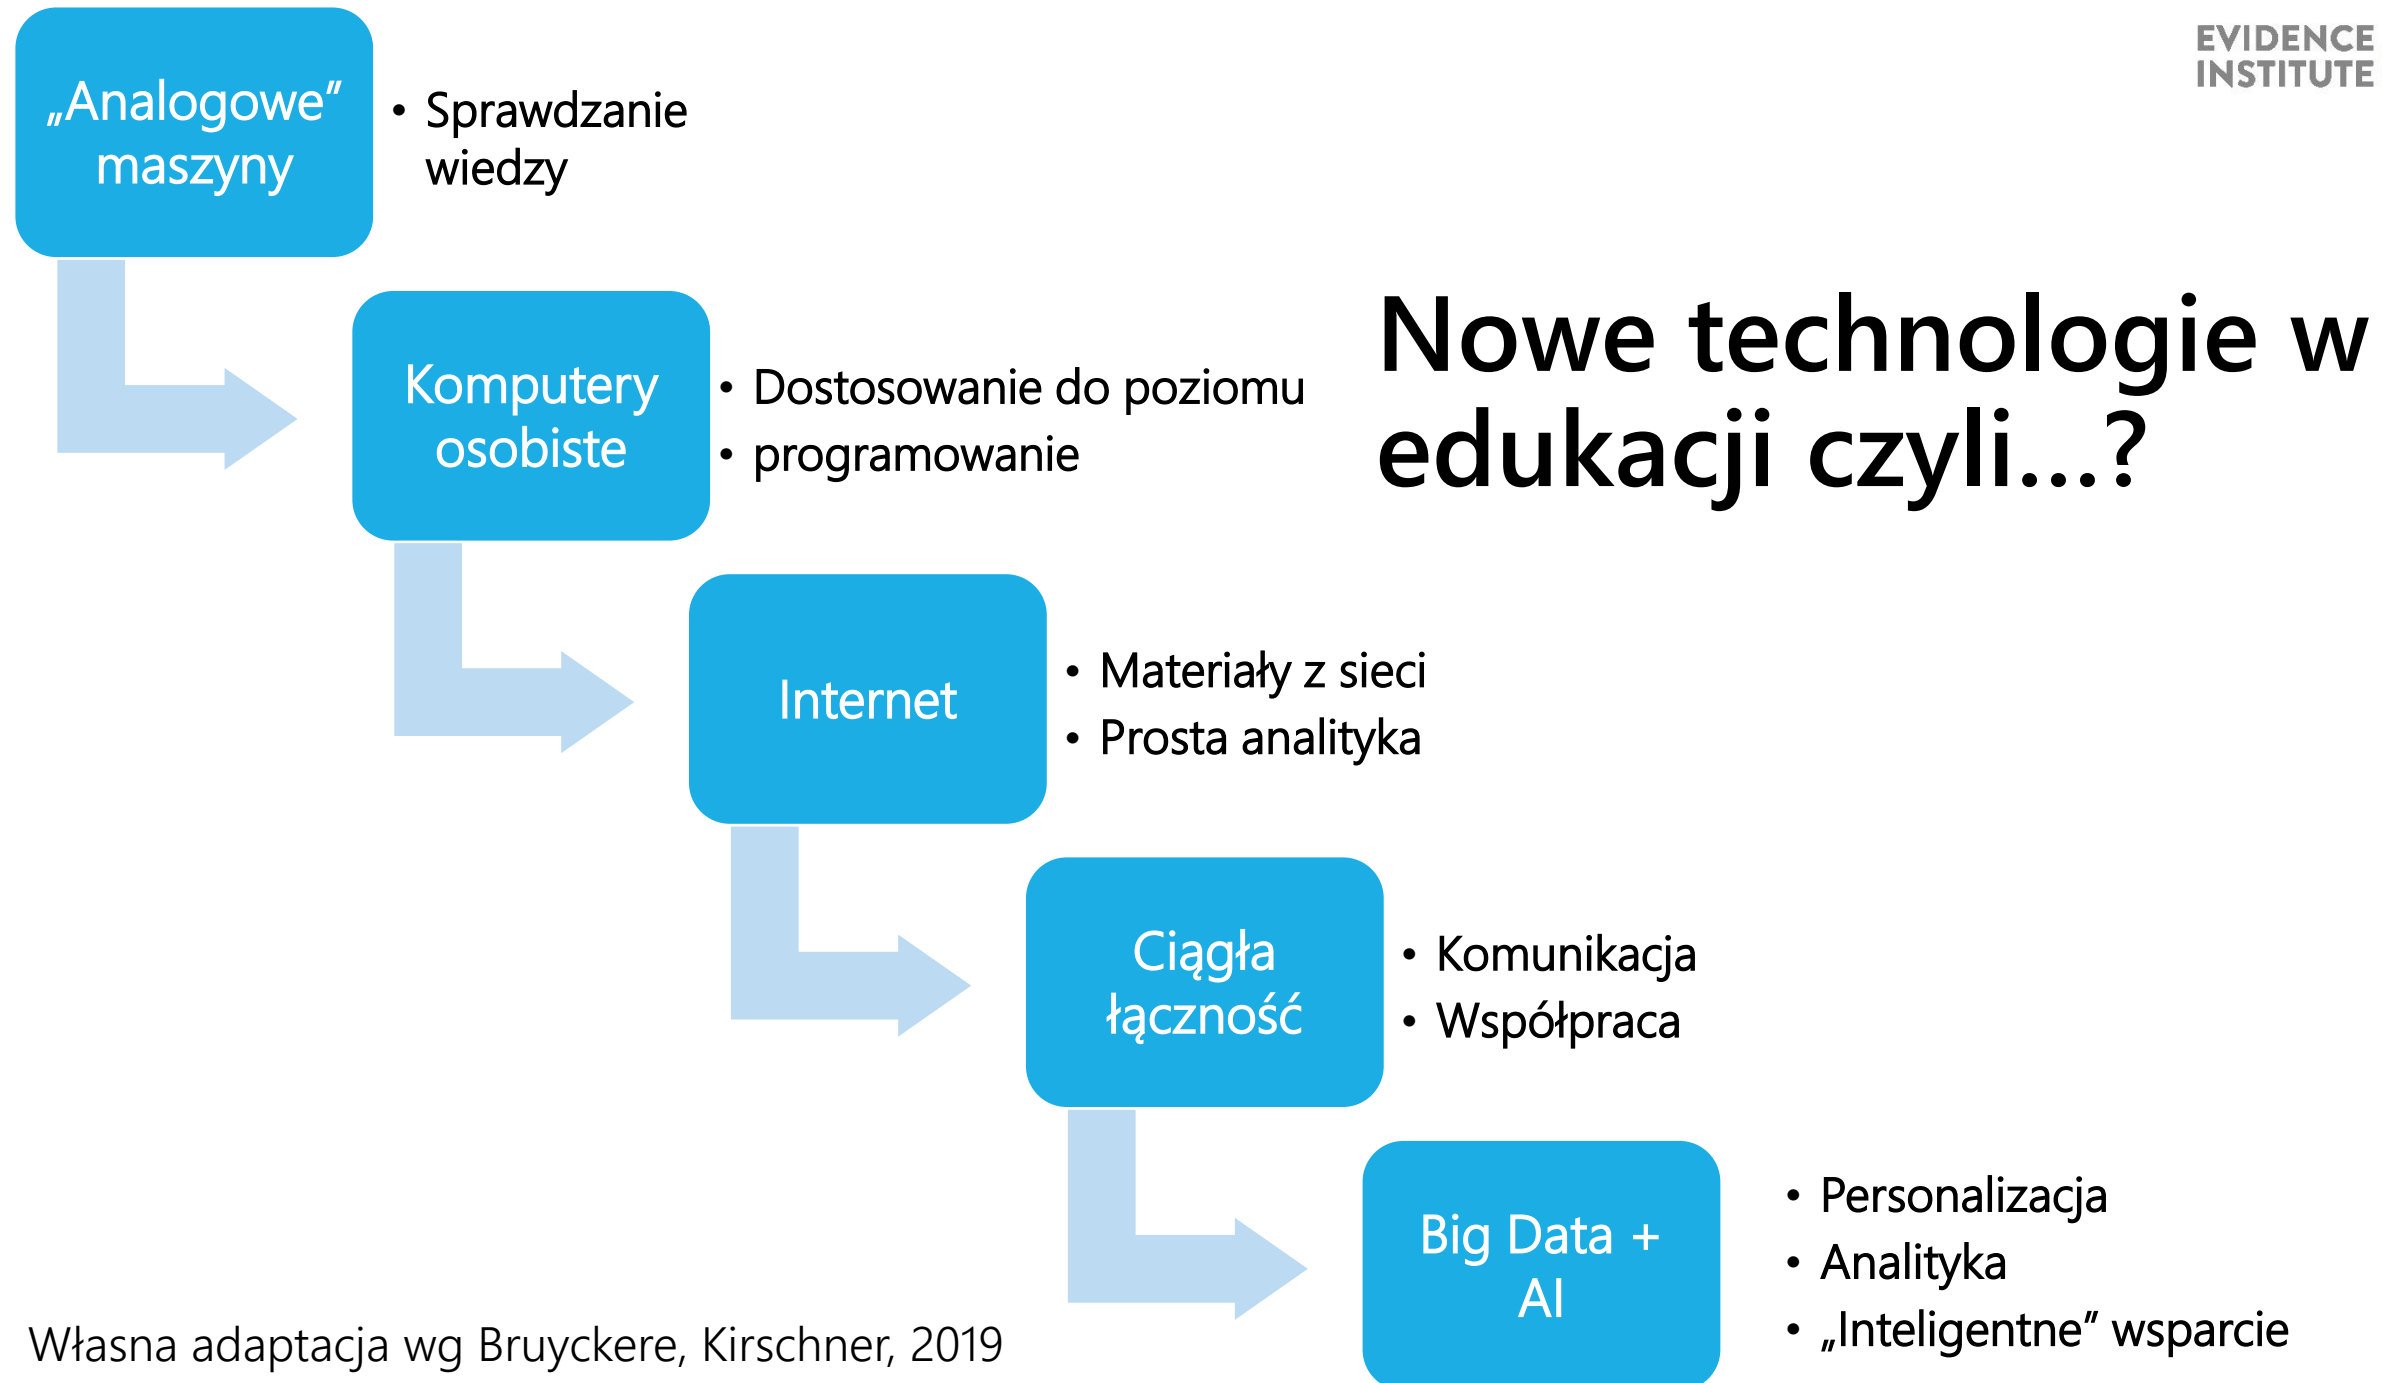 EVIDENCE
INSTITUTE
„Analogowe”
maszyny
• Sprawdzanie
wiedzy
Nowe technologie w
edukacji czyli...?
Komputery
osobiste
• Dostosowanie do poziomu
• programowanie
Internet
• Materiały z sieci
• Prosta analityka
Ciągła
łączność
• Komunikacja
• Współpraca
Big Data +
AI
• Personalizacja
• Analityka
• „Inteligentne” wsparcie
Własna adaptacja wg Bruyckere, Kirschner, 2019